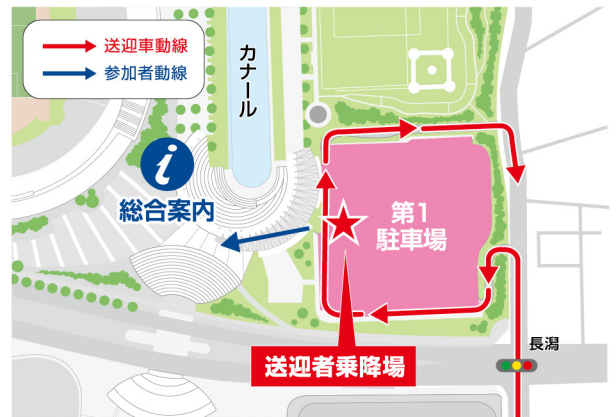 送迎車動線
参加者動線
カナール
i
総合案内
第1
駐車場
送迎者乗降場
長潟